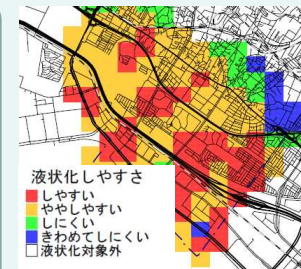 液状化しやすさ
しやすい
ややしやすい
しにくい
きわめてしにくい
液状化対象外